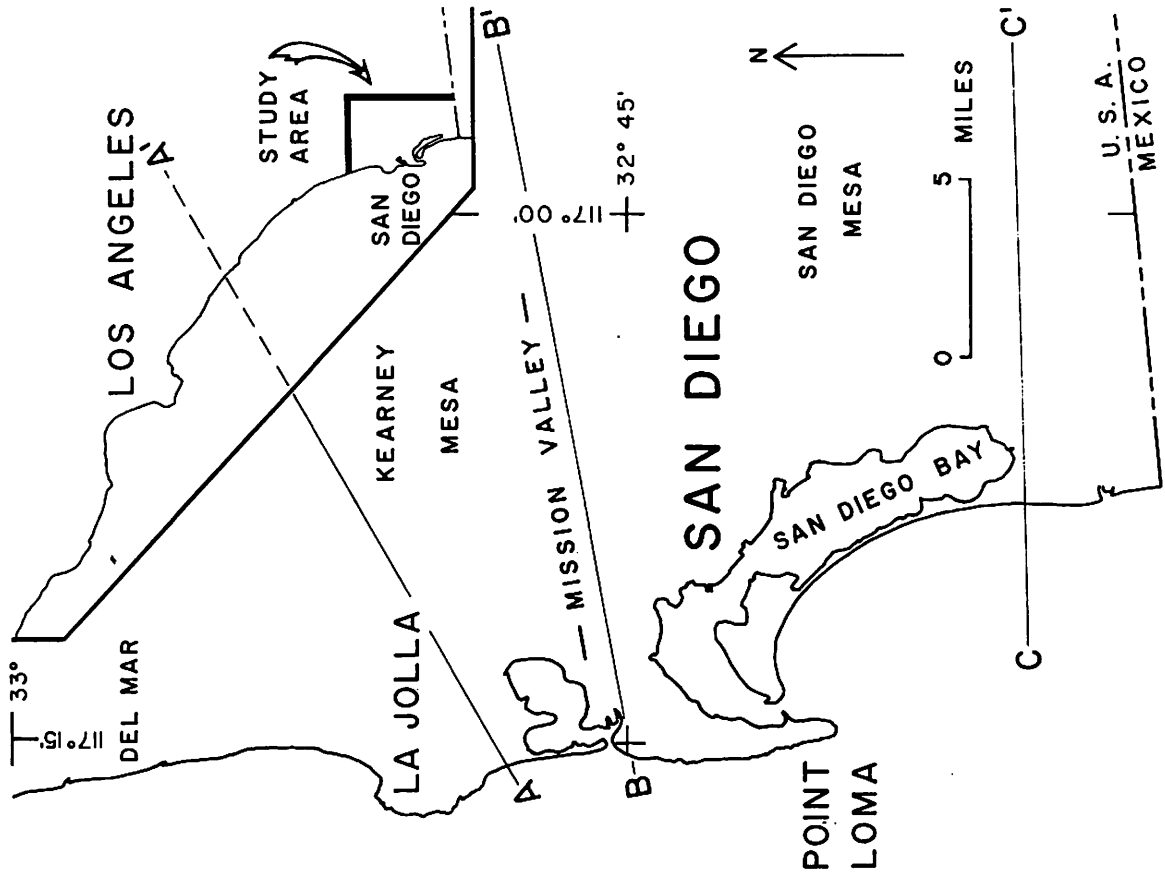 LOS ANGELES
A'
STUDY
AREA
SAN
DIEGO
B'
33°
117°15'
DEL MAR
117° 00'
32° 45'
LA JOLLA
KEARNEY
MESA
A
— MISSION VALLEY —
B
SAN DIEGO
N
SAN DIEGO
MESA
POINT
LOMA
SAN DIEGO BAY
0 5
MILES
C
C'
U. S. A.
MEXICO